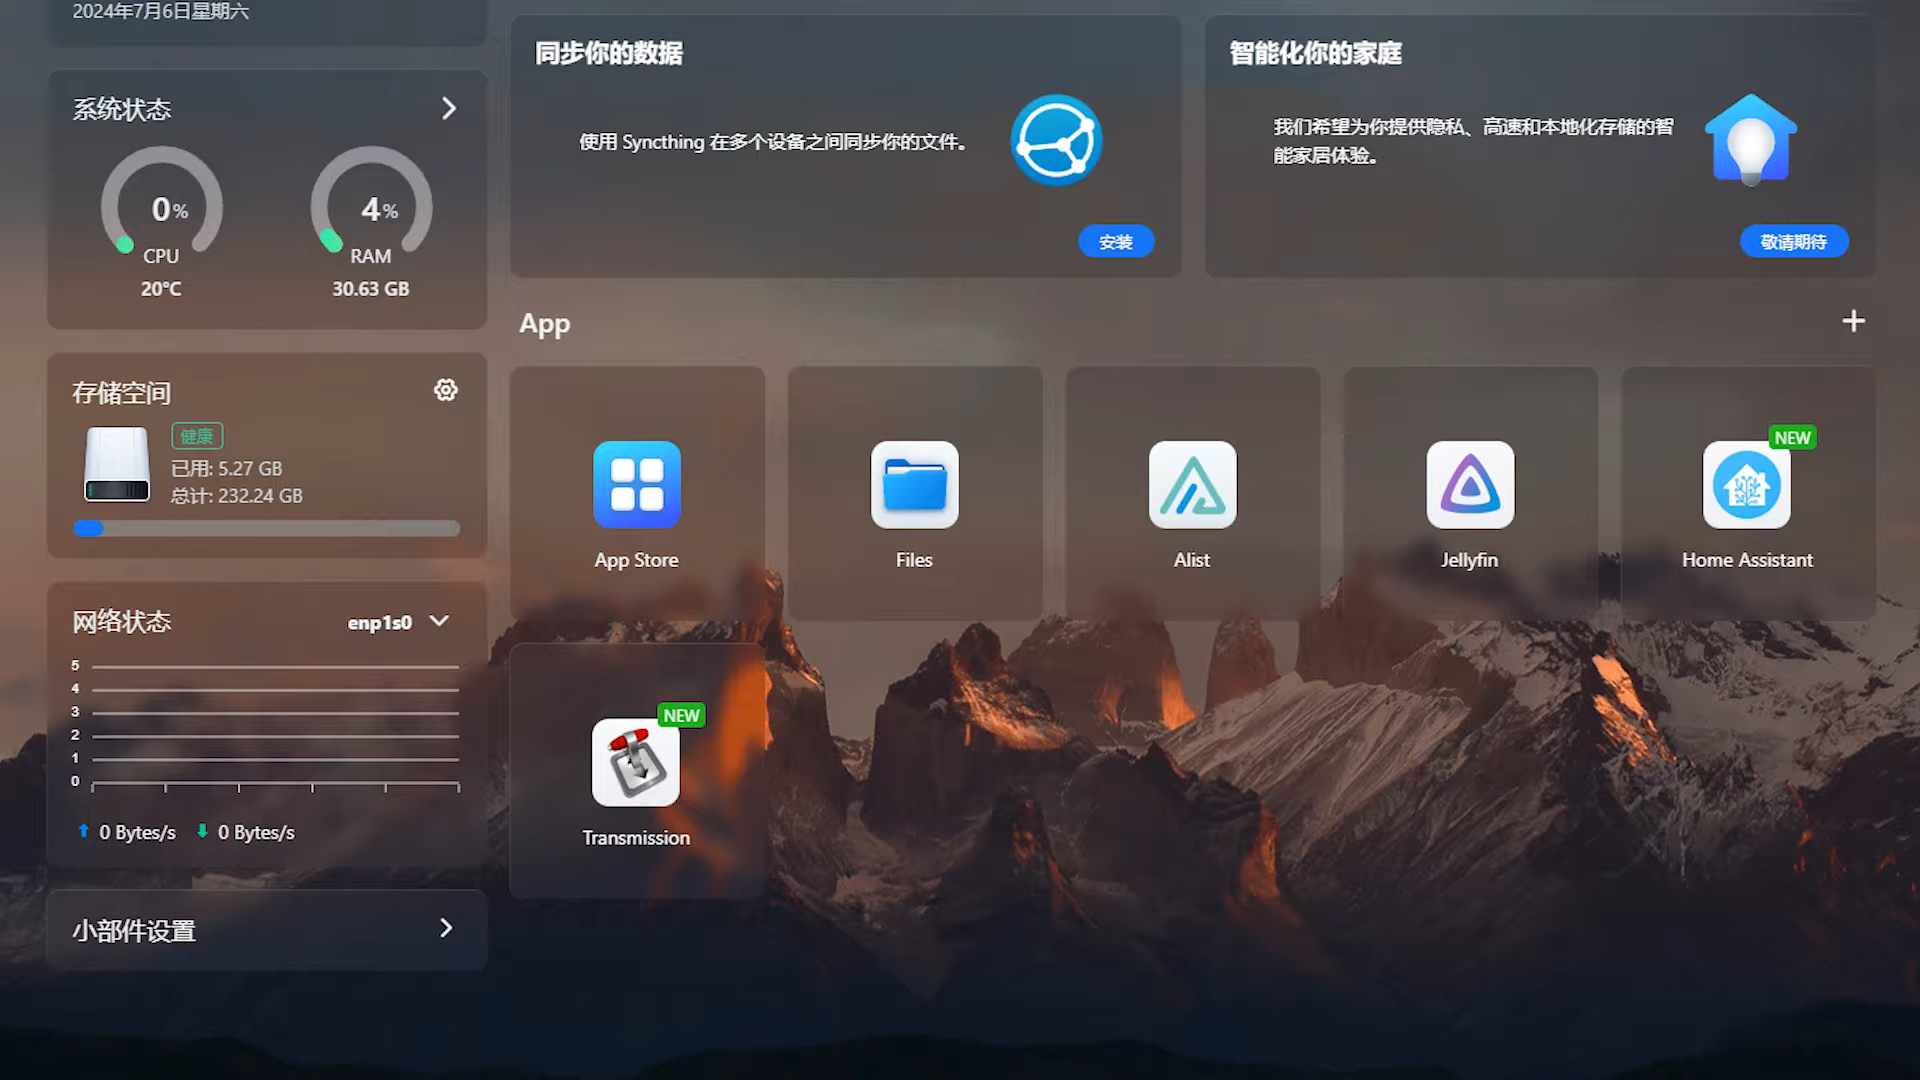 2024年7月6日星期六
系统状态
0%
CPU
20°C
4%
RAM
30.63 GB
存储空间
健康
已用: 5.27 GB
总计: 232.24 GB
网络状态
enp1s0
5
4
3
2
1
0
0 Bytes/s
0 Bytes/s
小部件设置
同步你的数据
使用 Syncthing 在多个设备之间同步你的文件。
安装
智能化你的家庭
我们希望为你提供隐私、高速和本地化存储的智
能家居体验。
敬请期待
App
App Store
Files
Alist
Jellyfin
NEW
Home Assistant
NEW
Transmission